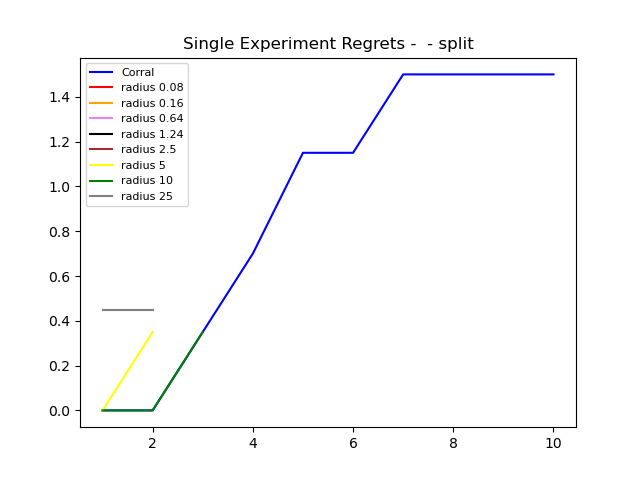 Single Experiment Regrets -  - split
Corral
radius 0.08
radius 0.16
radius 0.64
radius 1.24
radius 2.5
radius 5
radius 10
radius 25
1.4
1.2
1.0
0.8
0.6
0.4
0.2
0.0
2 4 6 8 10